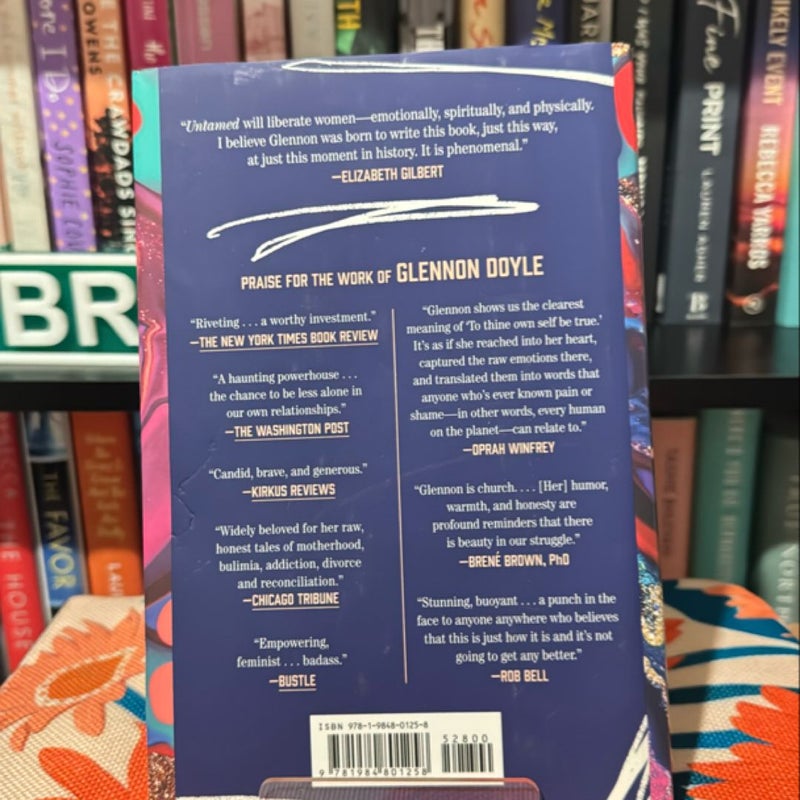 “Untamed will liberate women—emotionally, spiritually, and physically.
I believe Glennon was born to write this book, just this way,
at just this moment in history. It is phenomenal.”
—ELIZABETH GILBERT
PRAISE FOR THE WORK OF GLENNON DOYLE
“Riveting . . . a worthy investment.”
—THE NEW YORK TIMES BOOK REVIEW
“A haunting powerhouse . . .
the chance to be less alone in
our own relationships.”
—THE WASHINGTON POST
“Candid, brave, and generous.”
—KIRKUS REVIEWS
“Widely beloved for her raw,
honest tales of motherhood,
bulimia, addiction, divorce
and reconciliation.”
—CHICAGO TRIBUNE
“Empowering,
feminist . . . badass.”
—BUSTLE
“Glennon shows us the clearest
meaning of ‘To thine own self be true.’
It’s as if she reached into her heart,
captured the raw emotions there,
and translated them into words that
anyone who’s ever known pain or
shame—in other words, every human
on the planet—can relate to.”
—OPRAH WINFREY
“Glennon is church. . . . [Her] humor,
warmth, and honesty are
profound reminders that there
is beauty in our struggle.”
—BRENÉ BROWN, PhD
“Stunning, buoyant . . . a punch in the
face to anyone anywhere who believes
that this is just how it is and it’s not
going to get any better.”
—ROB BELL
ISBN 978-1-9848-0125-8
52800
9 781984 801258
BR
OWENS
THE CRAWDADS SING
SOPHIE
Fine PRINT
LAUREN ASHER
LIKELY EVENT
REBECCA YARROS
THE HOUSE
THE FAVOR